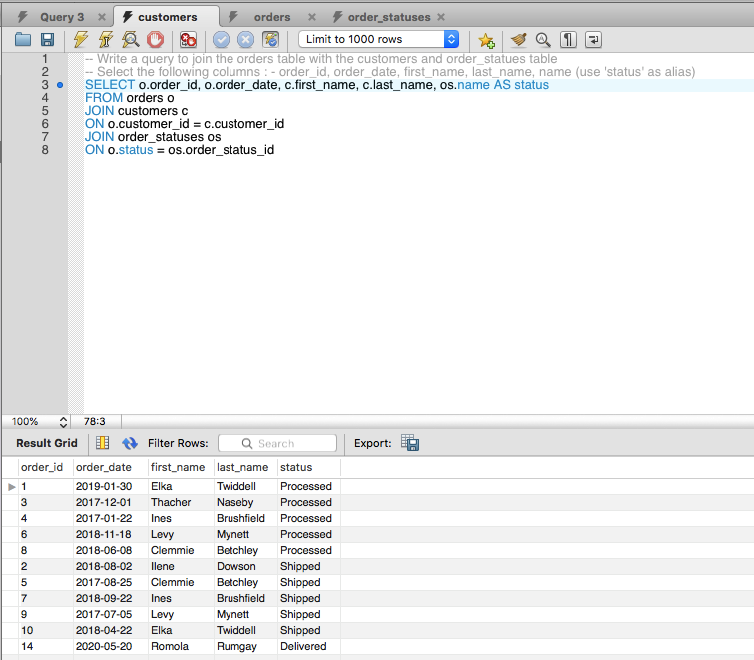 Query 3 customers orders order_statuses
Limit to 1000 rows
1 -- Write a query to join the orders table with the customers and order_statues table
2 -- Select the following columns : - order_id, order_date, first_name, last_name, name (use 'status' as alias)
3 SELECT o.order_id, o.order_date, c.first_name, c.last_name, os.name AS status
4 FROM orders o
5 JOIN customers c
6 ON o.customer_id = c.customer_id
7 JOIN order_statuses os
8 ON o.status = os.order_status_id
100% 78:3
Result Grid Filter Rows: Search Export:
order_id order_date first_name last_name status
1 2019-01-30 Elka Twiddell Processed
3 2017-12-01 Thacher Naseby Processed
4 2017-01-22 Ines Brushfield Processed
6 2018-11-18 Levy Mynett Processed
8 2018-06-08 Clemmie Betchley Processed
2 2018-08-02 Ilene Dowson Shipped
5 2017-08-25 Clemmie Betchley Shipped
7 2018-09-22 Ines Brushfield Shipped
9 2017-07-05 Levy Mynett Shipped
10 2018-04-22 Elka Twiddell Shipped
14 2020-05-20 Romola Rumgay Delivered